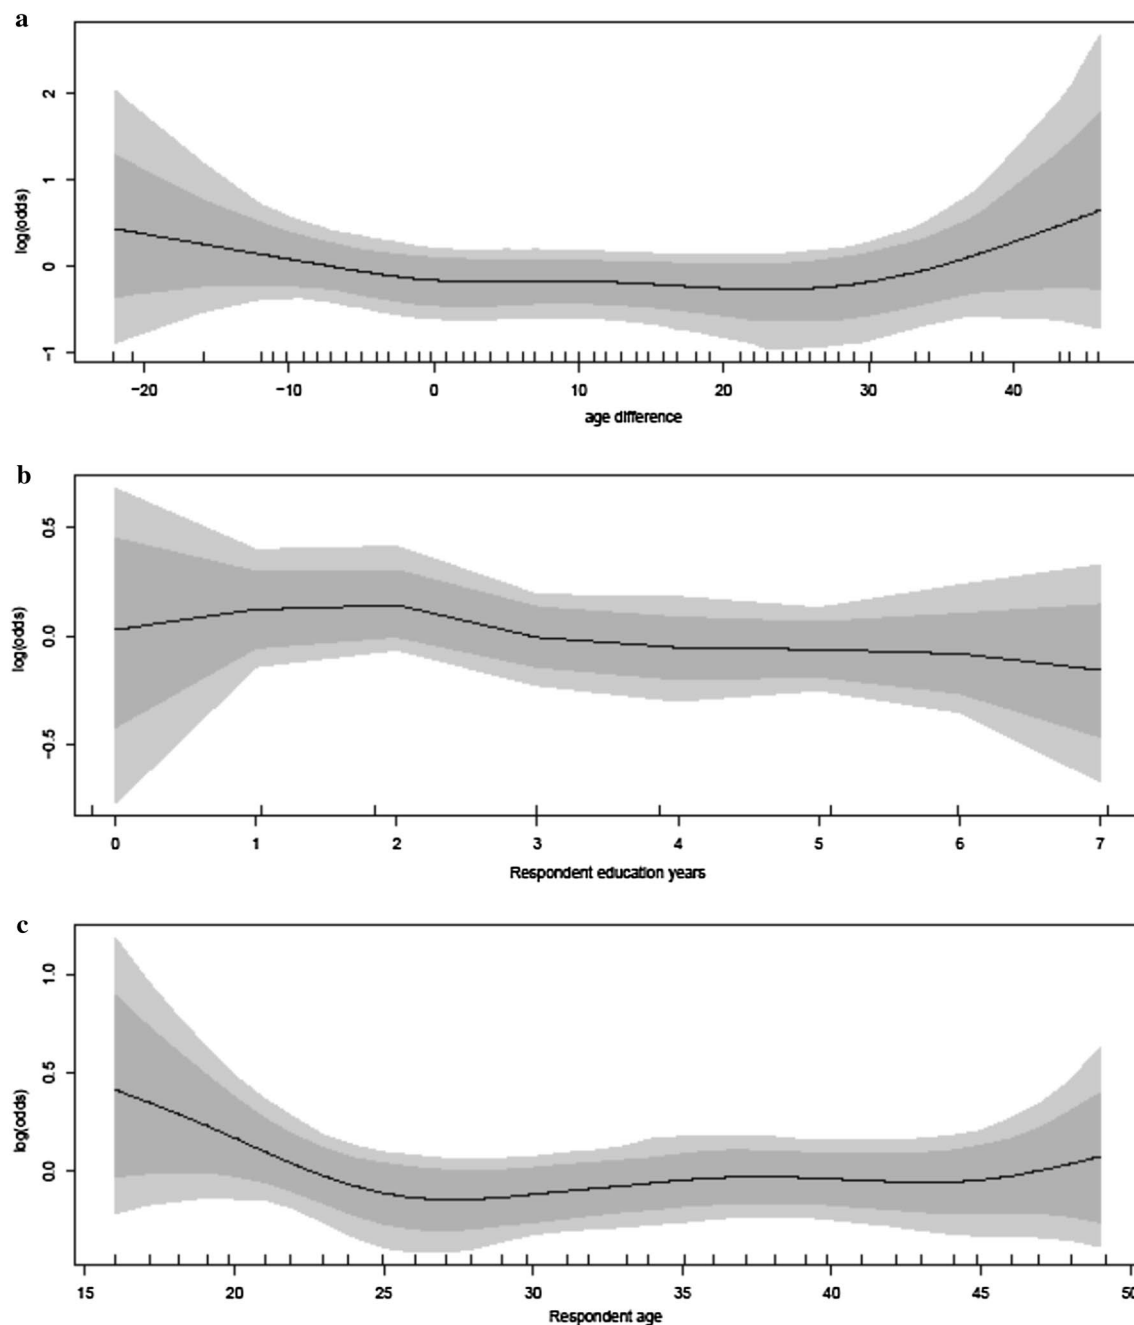 a
log(odds)
2
1
0
−1
−20 −10 0 10 20 30 40
age difference
b
log(odds)
0.5
0.0
−0.5
0 1 2 3 4 5 6 7
Respondent education years
c
log(odds)
1.0
0.5
0.0
15 20 25 30 35 40 45 50
Respondent age